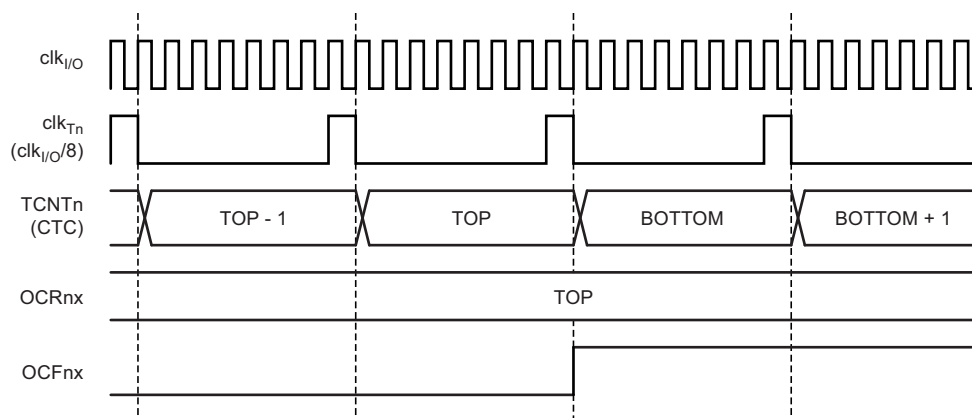 clkI/O
clkTn
(clkI/O/8)
TCNTn
(CTC)
TOP - 1
TOP
BOTTOM
BOTTOM + 1
OCRnx
TOP
OCFnx